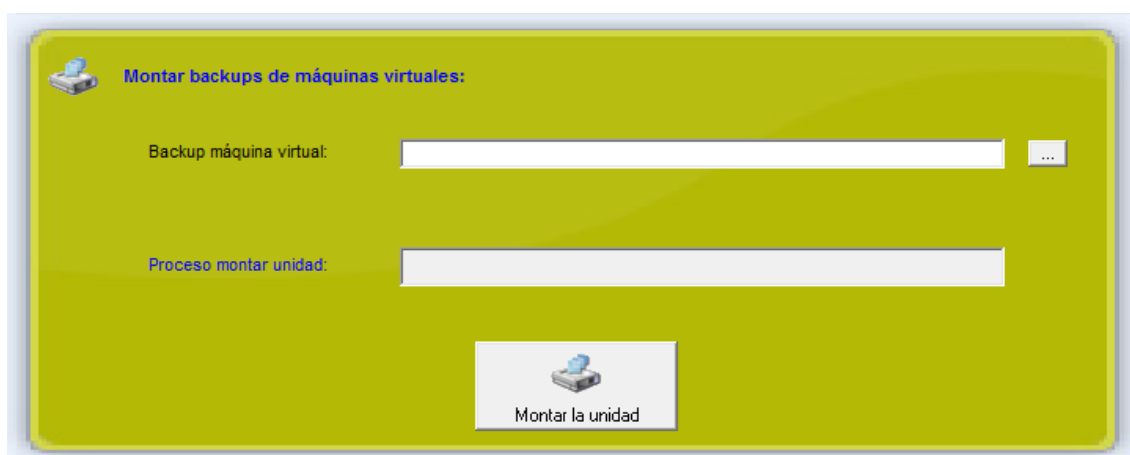 Montar backups de máquinas virtuales:
Backup máquina virtual:
...
Proceso montar unidad:
Montar la unidad